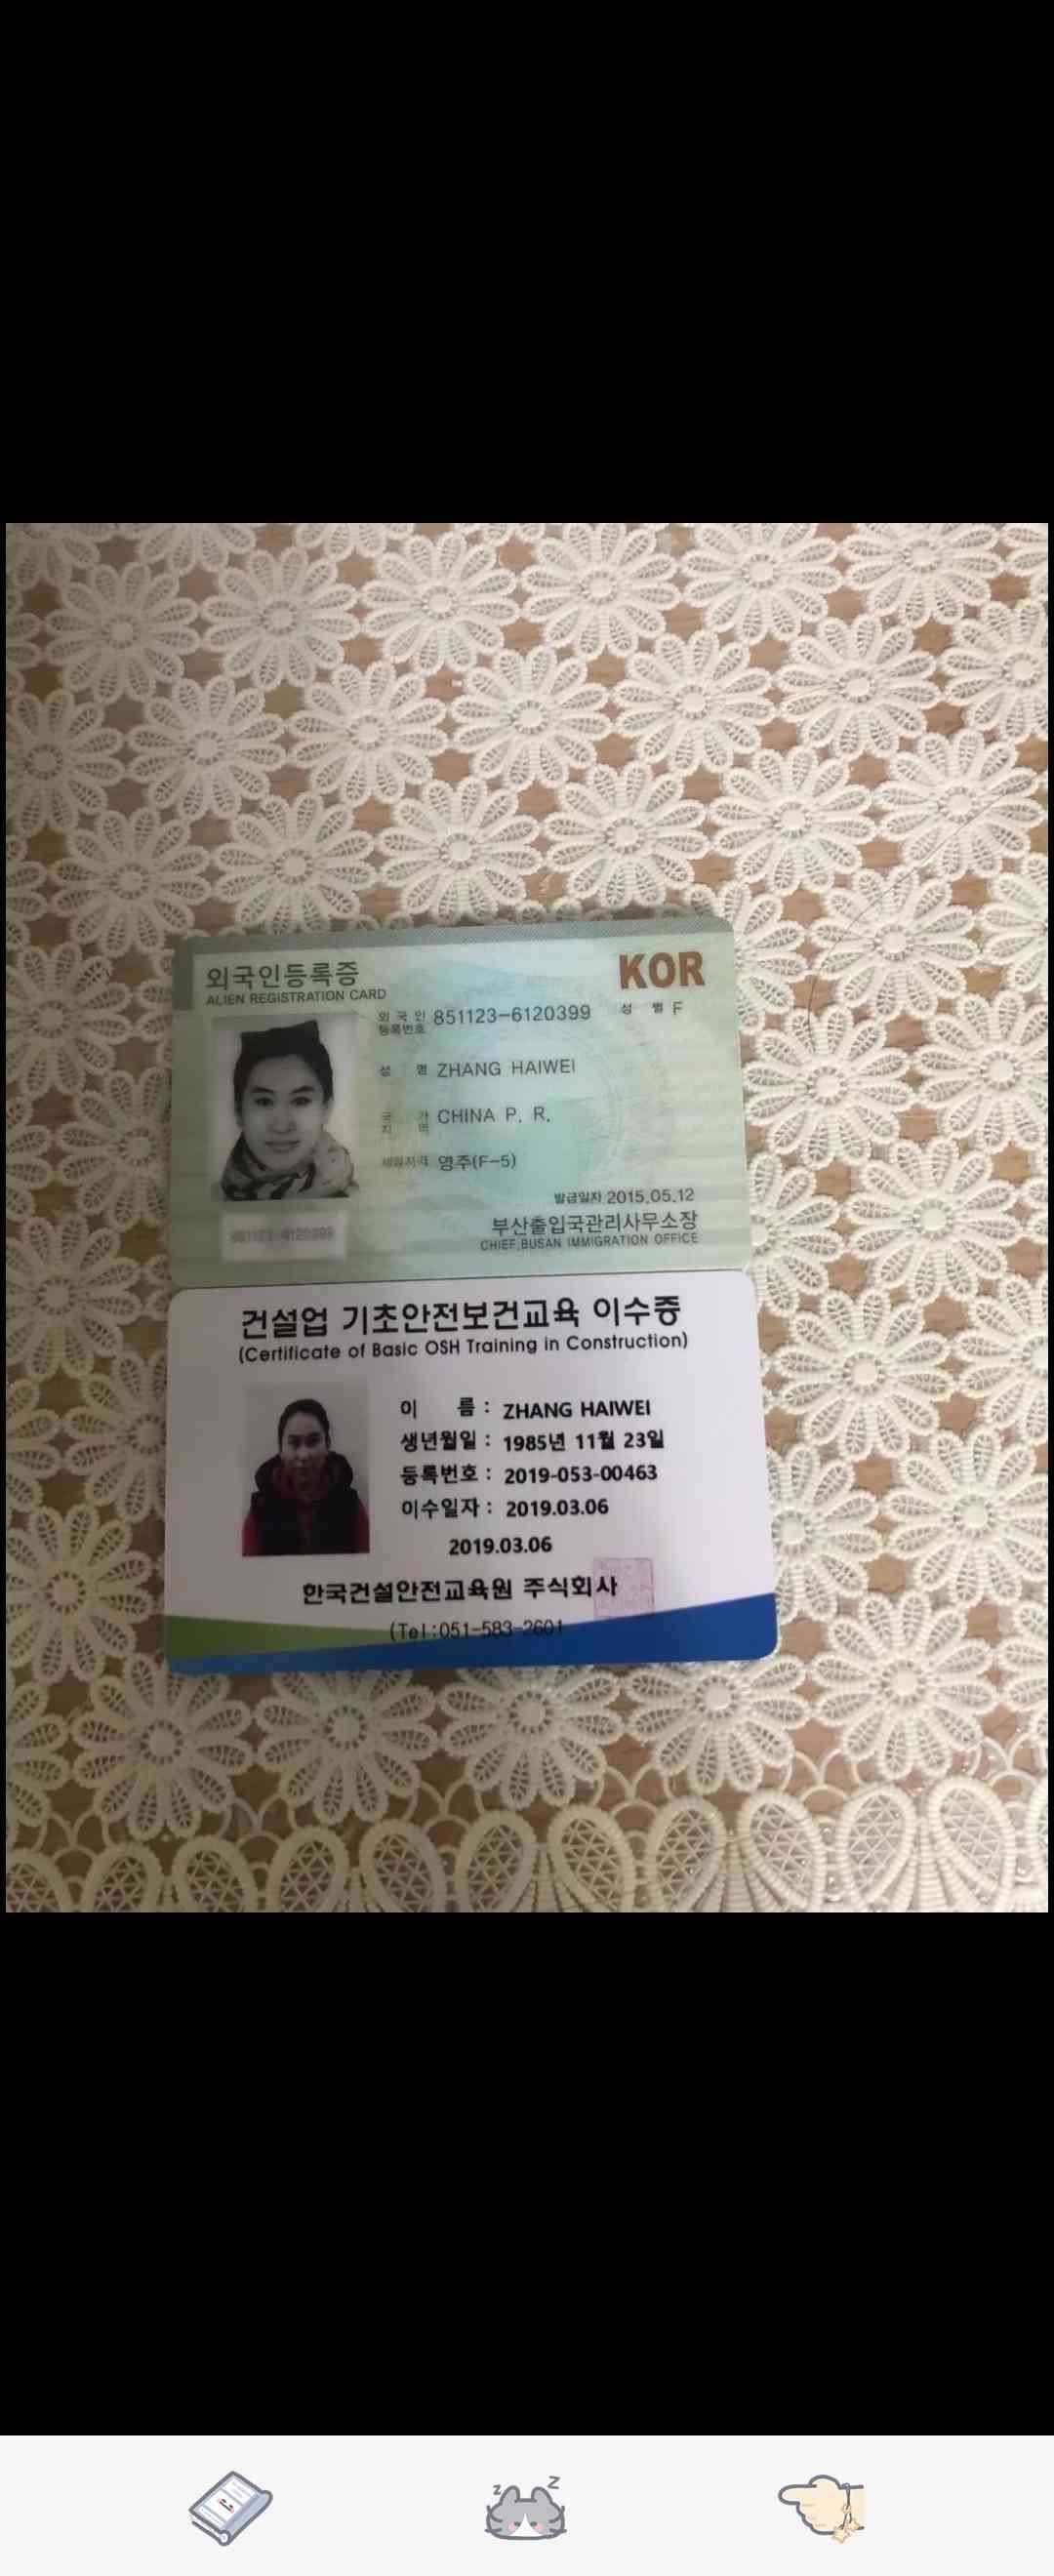 외국인등록증
KOR
ALIEN REGISTRATION CARD
외국인등록번호 851123-6120399 성별 F
성명 ZHANG HAIWEI
국가지역 CHINA P. R.
체류자격 영주(F-5)
발급일자 2015.05.12
부산출입국관리사무소장
CHIEF,BUSAN IMMIGRATION OFFICE
건설업 기초안전보건교육 이수증
(Certificate of Basic OSH Training in Construction)
이 름 : ZHANG HAIWEI
생년월일 : 1985년 11월 23일
등록번호 : 2019-053-00463
이수일자 : 2019.03.06
2019.03.06
한국건설안전교육원 주식회사
(Tel:051-583-2601